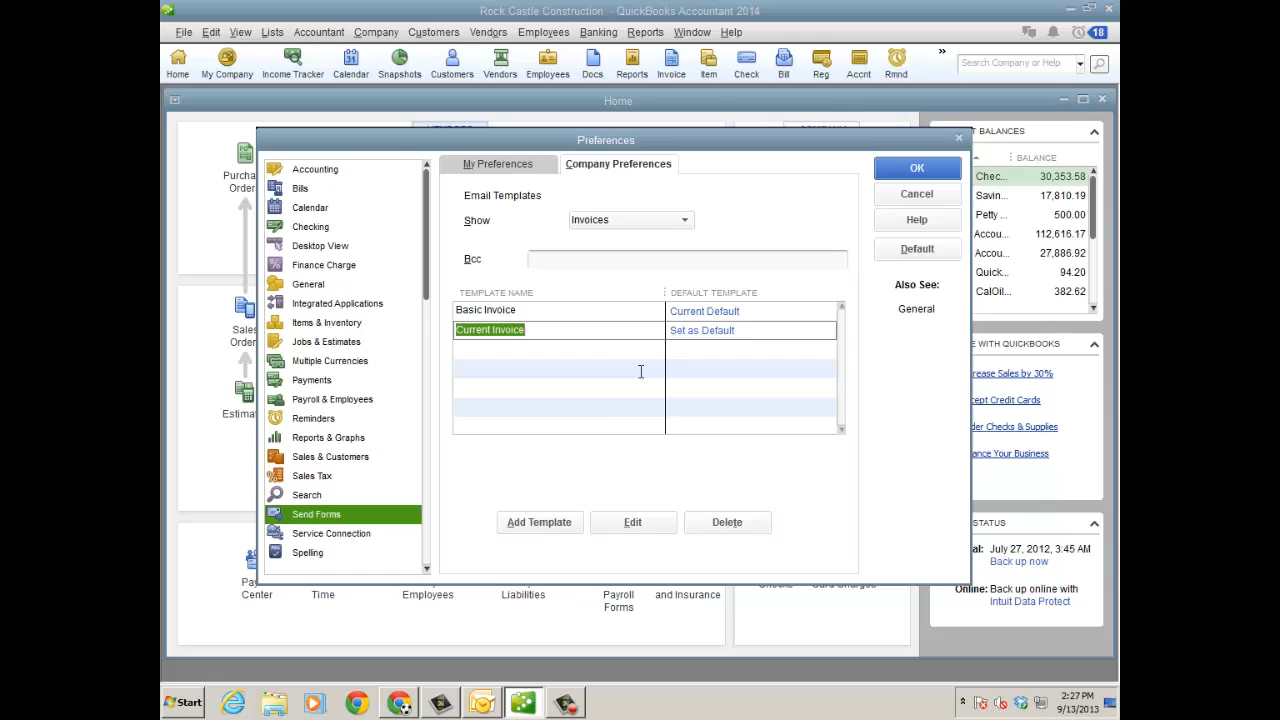 Rock Castle Construction - QuickBooks Accountant 2014
File Edit View Lists Accountant Company Customers Vendors Employees Banking Reports Window Help
18
Home My Company Income Tracker Calendar Snapshots Customers Vendors Employees Docs Reports Invoice Item Check Bill Reg Accnt Rmnd
Search Company or Help
Home
Preferences
My Preferences
Company Preferences
Accounting
Bills
Calendar
Checking
Desktop View
Finance Charge
General
Integrated Applications
Items & Inventory
Jobs & Estimates
Multiple Currencies
Payments
Payroll & Employees
Reminders
Reports & Graphs
Sales & Customers
Sales Tax
Search
Send Forms
Service Connection
Spelling
Email Templates
Show Invoices
Bcc
TEMPLATE NAME DEFAULT TEMPLATE
Basic Invoice Current Default
Current Invoice Set as Default
Add Template Edit Delete
OK
Cancel
Help
Default
Also See:
General
Purcha
Order
Sales
Order
Estimat
Pa
Center
Time
Employees
Liabilities
Payroll
Forms
and Insurance
T BALANCES
BALANCE
Chec... 30,353.58
Savin... 17,810.19
Petty ... 500.00
Accou... 112,616.17
Accou... 27,886.92
Quick... 94.20
CalOil... 382.62
E WITH QUICKBOOKS
rease Sales by 30%
cept Credit Cards
der Checks & Supplies
ance Your Business
STATUS
al: July 27, 2012, 3:45 AM
Back up now
Online: Back up online with
Intuit Data Protect
Start
2:27 PM
9/13/2013